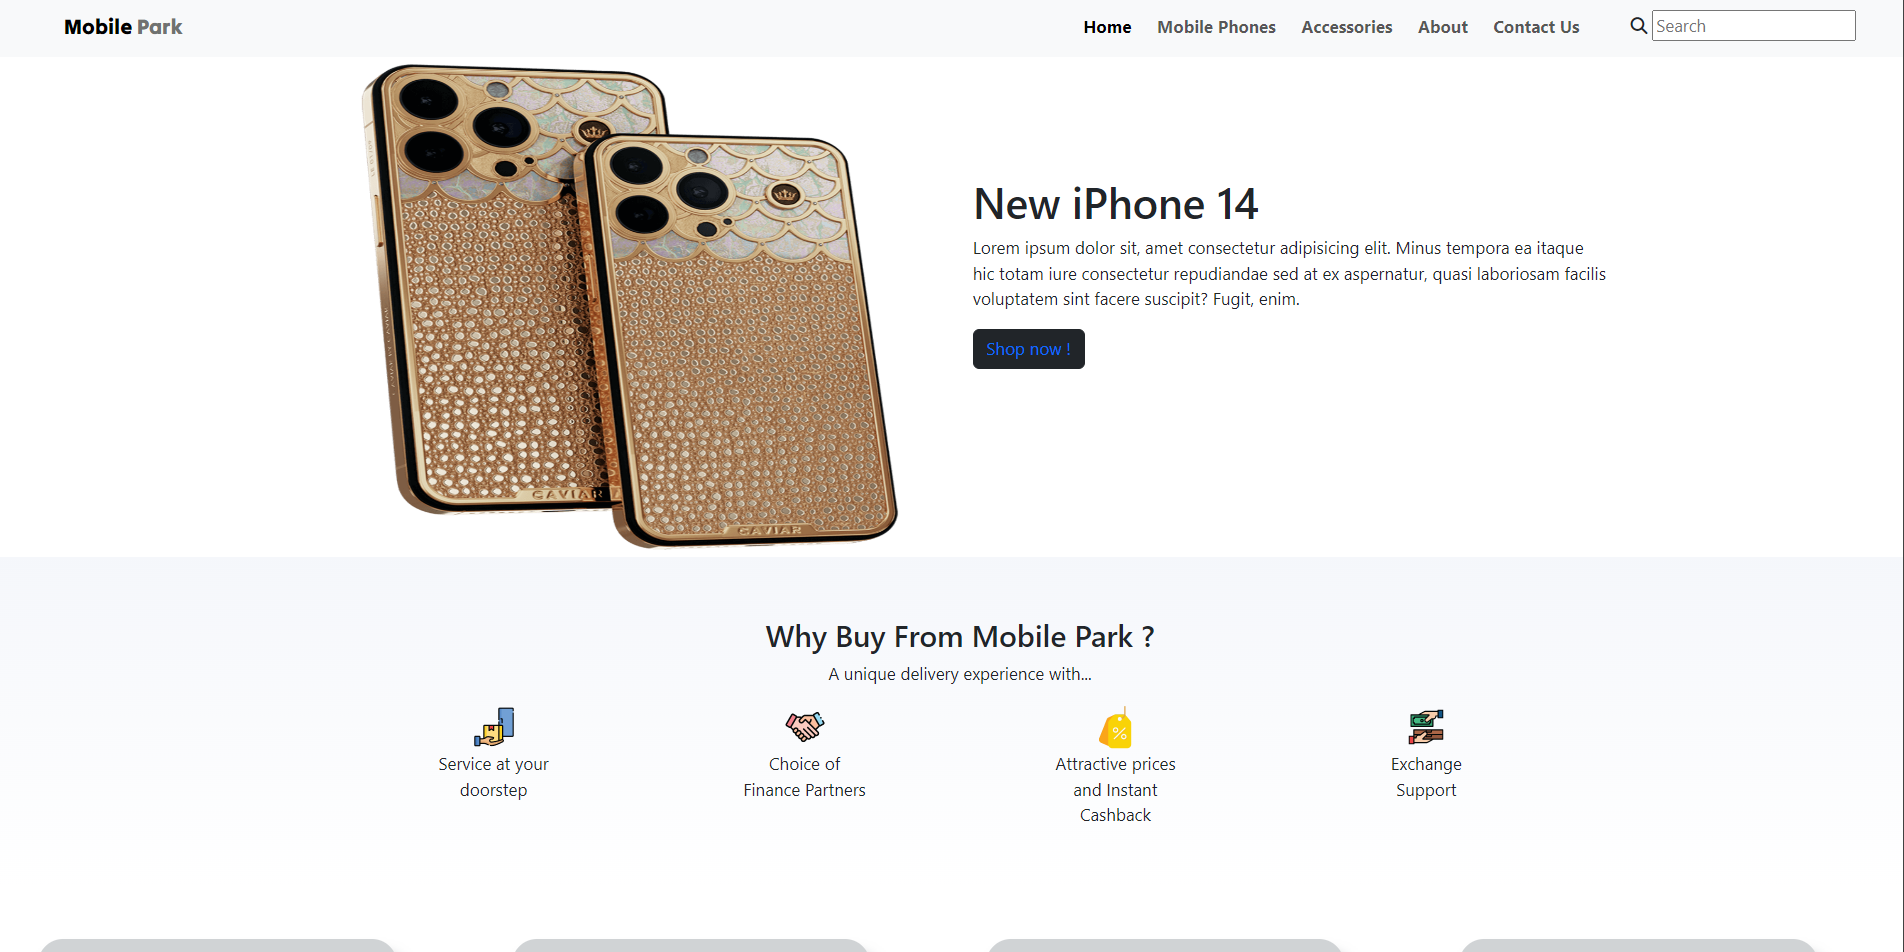 Mobile Park
Home Mobile Phones Accessories About Contact Us Search
CAVIAR
CAVIAR
New iPhone 14
Lorem ipsum dolor sit, amet consectetur adipisicing elit. Minus tempora ea itaque
hic totam iure consectetur repudiandae sed at ex aspernatur, quasi laboriosam facilis
voluptatem sint facere suscipit? Fugit, enim.
Shop now !
Why Buy From Mobile Park ?
A unique delivery experience with...
Service at your
doorstep
Choice of
Finance Partners
%
Attractive prices
and Instant
Cashback
Exchange
Support